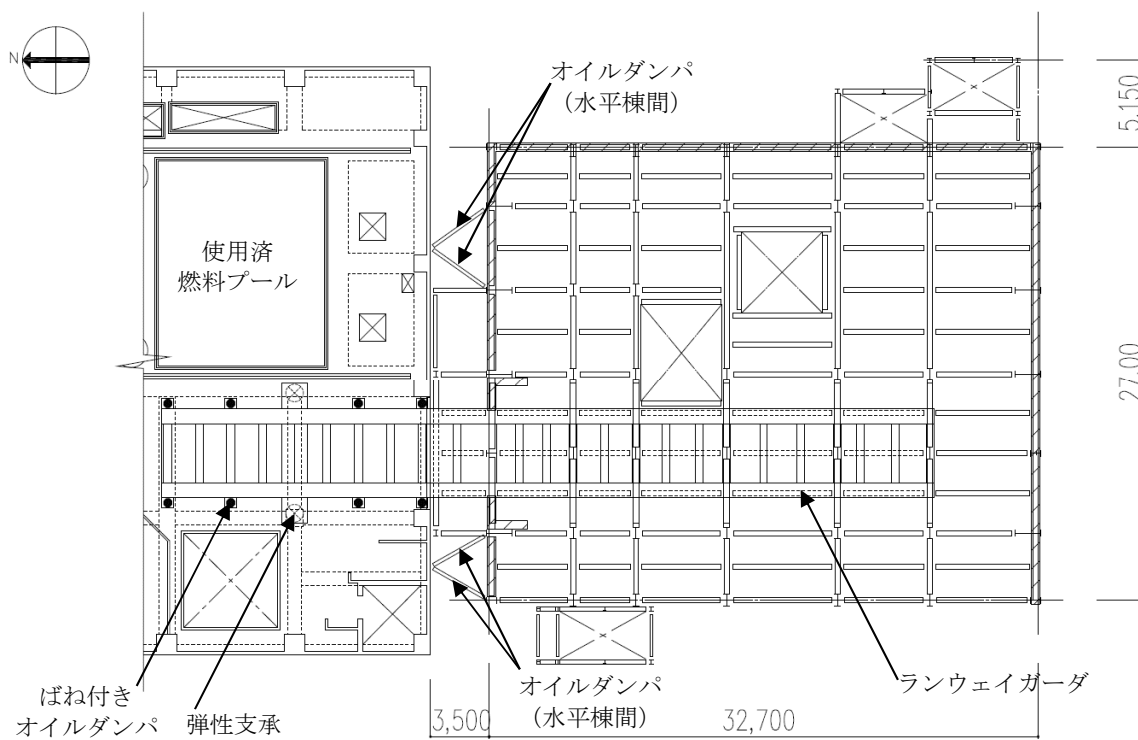 N
オイルダンパ
（水平棟間）
使用済
燃料プール
5,150
27,00
ばね付き
オイルダンパ
弾性支承
3,500
オイルダンパ
（水平棟間）
32,700
ランウェイガーダ